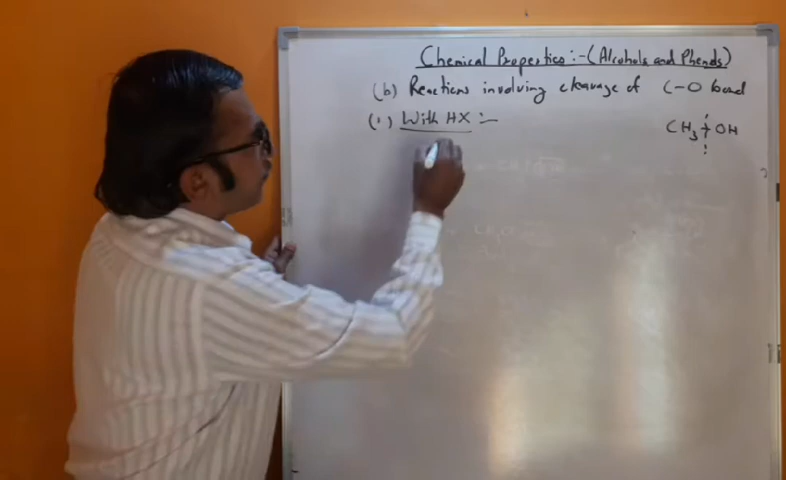 Chemical Properties :- (Alcohols and Phenols)
(b) Reactions involving cleavage of C-O bond
(1) With HX :-
CH3 + OH